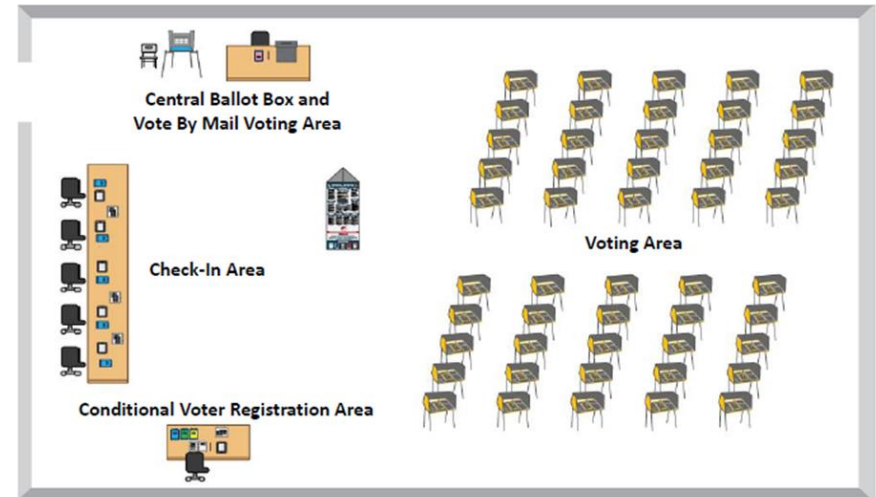 Central Ballot Box and
Vote By Mail Voting Area
Check-In Area
Voting Area
Conditional Voter Registration Area